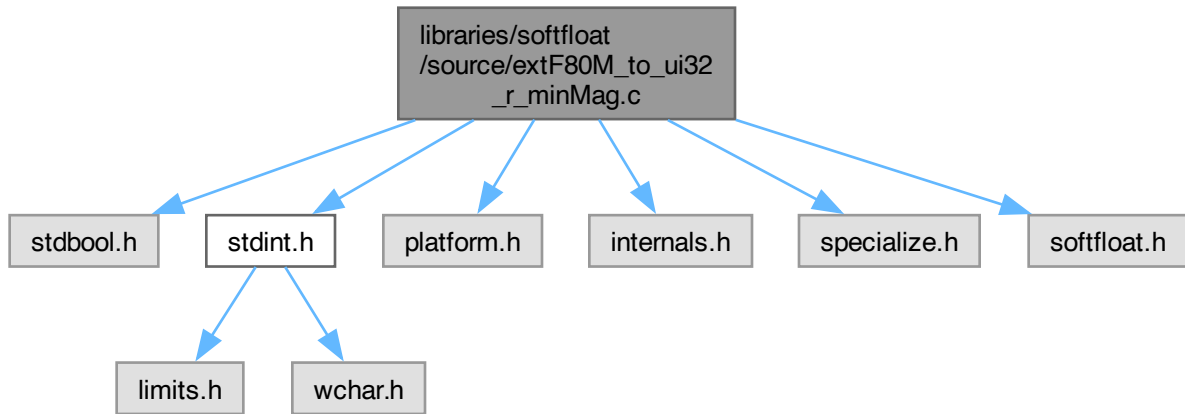 libraries/softfloat
/source/extF80M_to_ui32
_r_minMag.c
stdbool.h
stdint.h
platform.h
internals.h
specialize.h
softfloat.h
limits.h
wchar.h